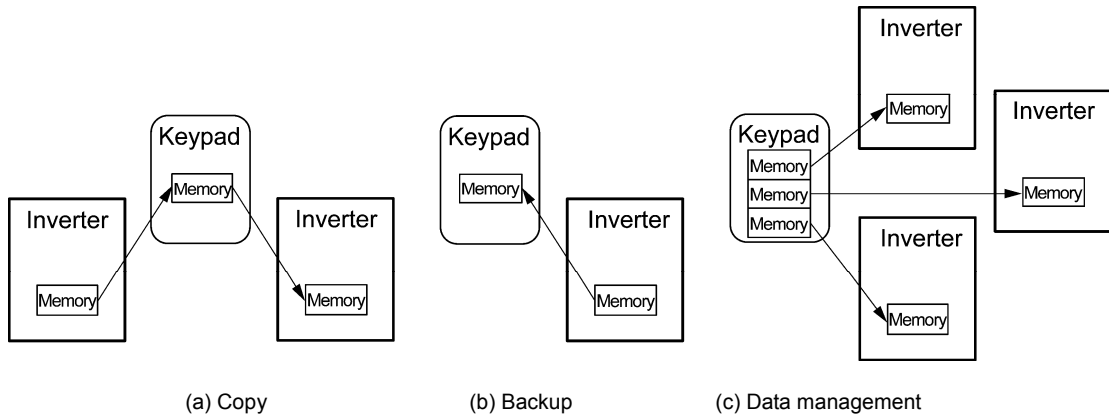 Keypad
Memory
Inverter
Memory
Inverter
Memory
(a) Copy
Keypad
Memory
Inverter
Memory
(b) Backup
Keypad
Memory
Memory
Memory
Inverter
Memory
Inverter
Memory
Inverter
Memory
(c) Data management